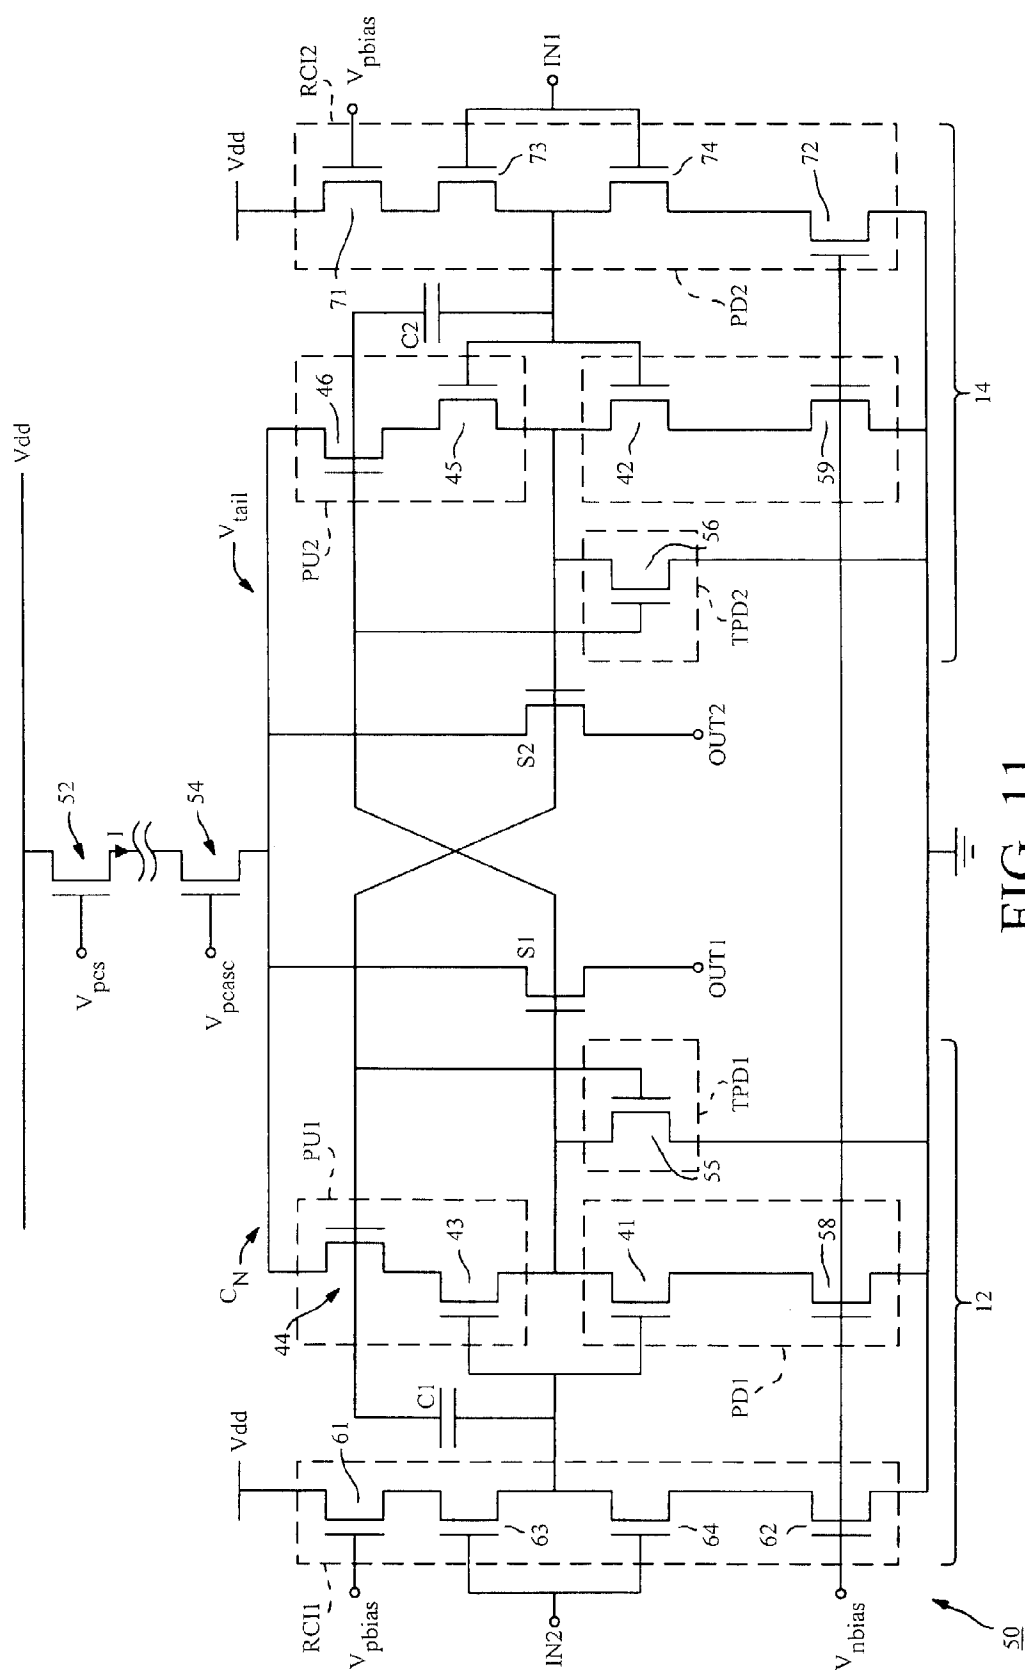 Vdd
V_pcs
52
I
V_pcasc
54
V_tail
C_N
Vdd
Vdd
RCI1
V_pbias
61
PU1
44
PU2
46
RCI2
V_pbias
71
C1
43
S1
S2
45
C2
73
IN2
63
64
41
55
TPD1
OUT1
OUT2
56
TPD2
42
74
IN1
PD1
58
59
PD2
72
62
V_nbias
12
14
50
FIG. 11